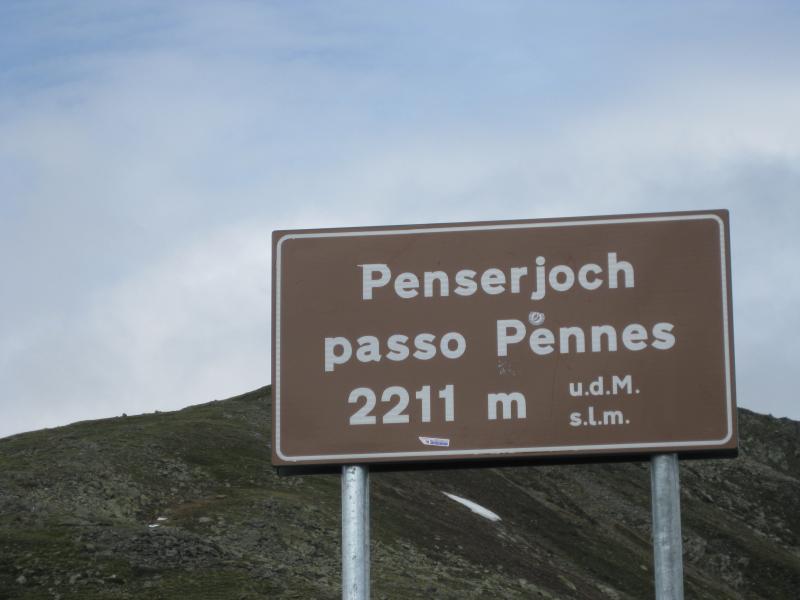 Penserjoch
passo Pennes
2211 m u.d.M.
s.l.m.